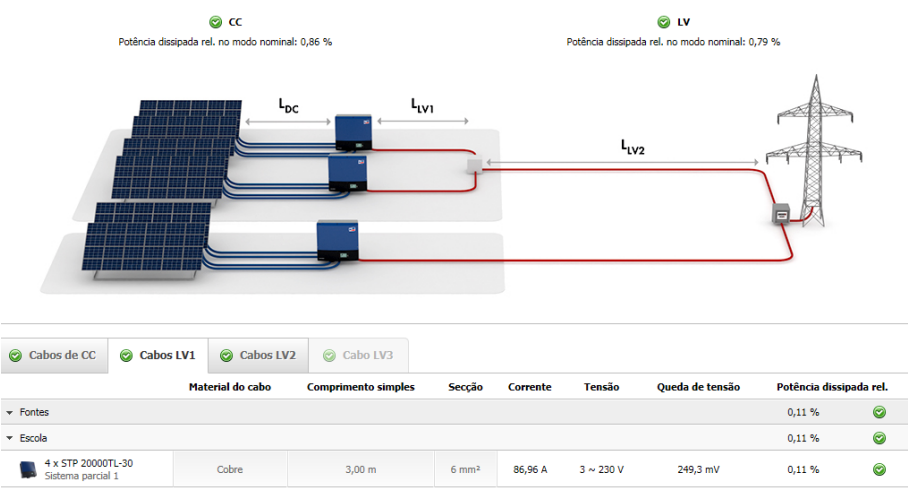 CC
LV
Potência dissipada rel. no modo nominal: 0,86 %
Potência dissipada rel. no modo nominal: 0,79 %
LDC
LLV1
LLV2
Cabos de CC
Cabos LV1
Cabos LV2
Cabo LV3
Material do cabo
Comprimento simples
Secção
Corrente
Tensão
Queda de tensão
Potência dissipada rel.
Fontes
0,11 %
Escola
0,11 %
4 x STP 20000TL-30
Sistema parcial 1
Cobre
3,00 m
6 mm²
86,96 A
3 ~ 230 V
249,3 mV
0,11 %